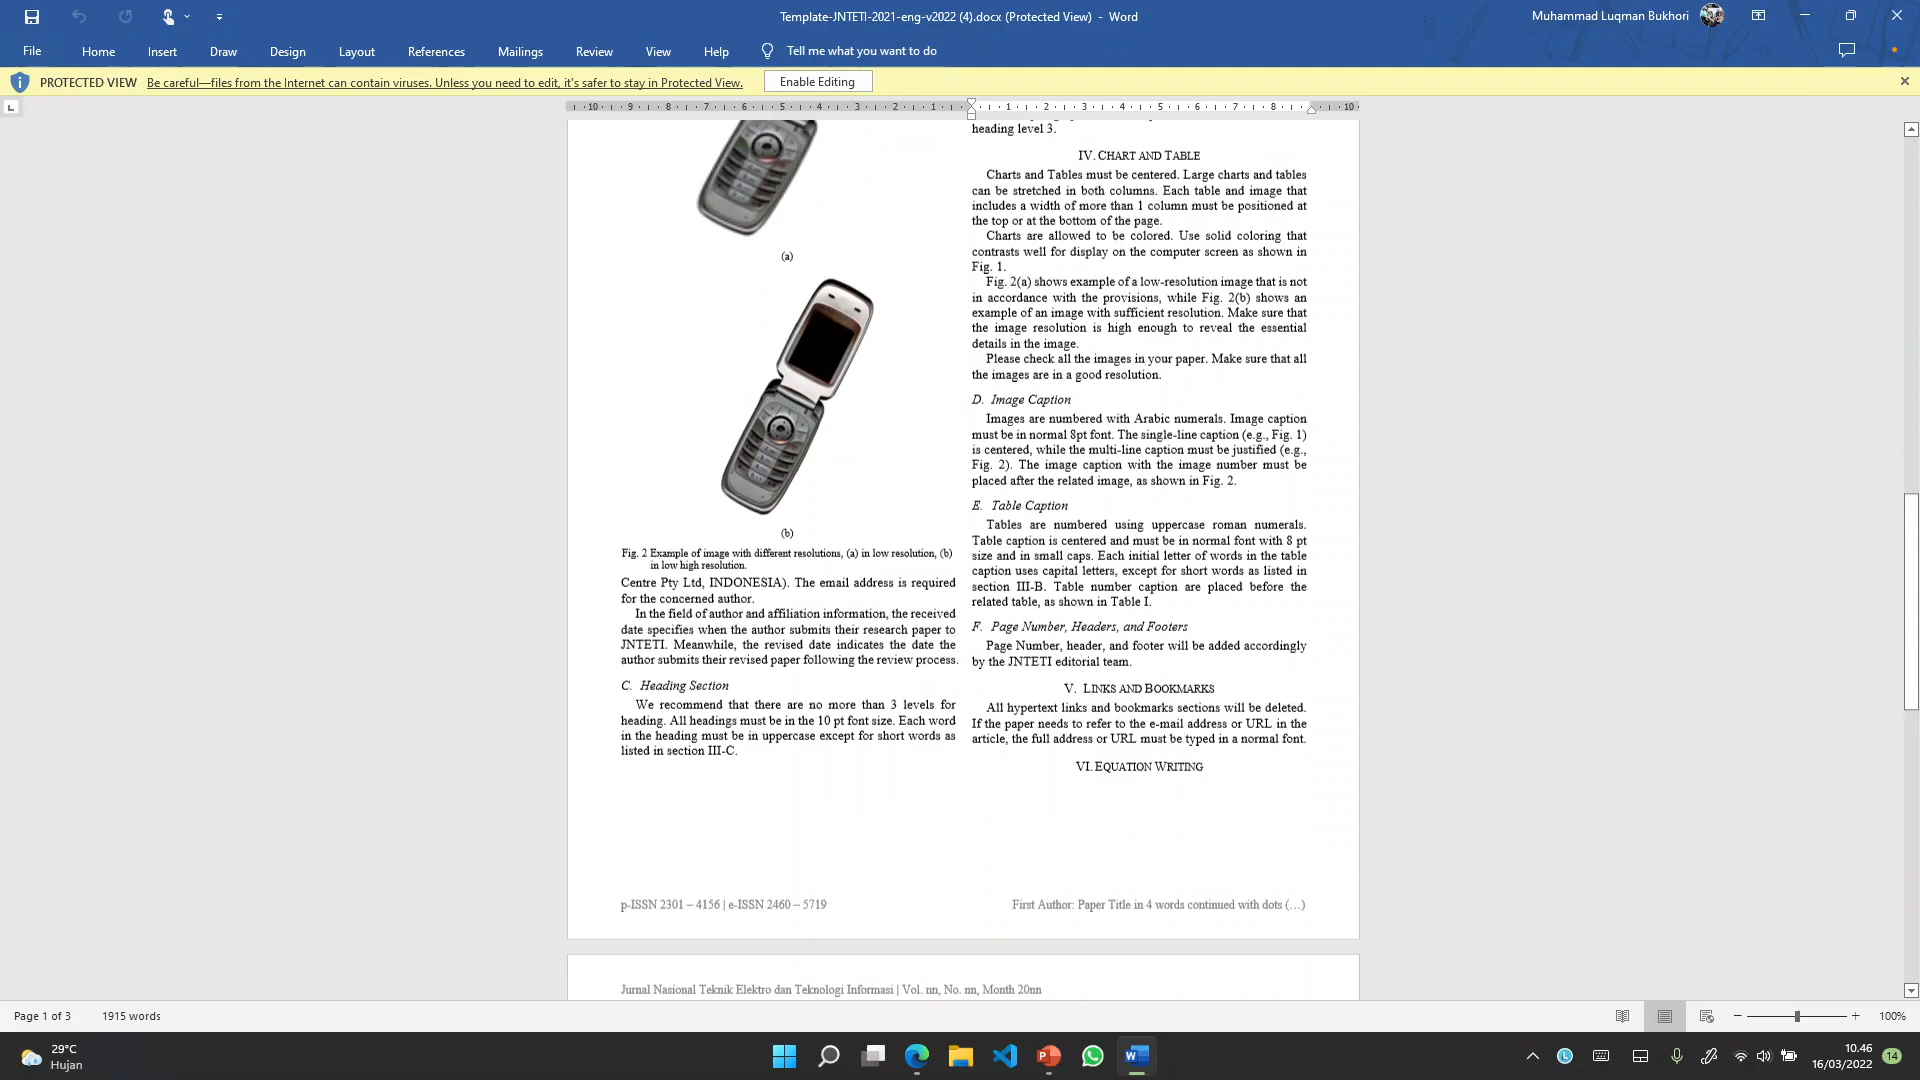 Template-JNTETI-2021-eng-v2022 (4).docx (Protected View) - Word
Muhammad Luqman Bukhori
File Home Insert Draw Design Layout References Mailings Review View Help Tell me what you want to do
PROTECTED VIEW Be careful—files from the Internet can contain viruses. Unless you need to edit, it's safer to stay in Protected View. Enable Editing
10 9 8 7 6 5 4 3 2 1 1 2 3 4 5 6 7 8 10
(a)
(b)
Fig. 2 Example of image with different resolutions, (a) in low resolution, (b)
in low high resolution.
Centre Pty Ltd, INDONESIA). The email address is required
for the concerned author.
In the field of author and affiliation information, the received
date specifies when the author submits their research paper to
JNTETI. Meanwhile, the revised date indicates the date the
author submits their revised paper following the review process.
C. Heading Section
We recommend that there are no more than 3 levels for
heading. All headings must be in the 10 pt font size. Each word
in the heading must be in uppercase except for short words as
listed in section III-C.
heading level 3.
IV. CHART AND TABLE
Charts and Tables must be centered. Large charts and tables
can be stretched in both columns. Each table and image that
includes a width of more than 1 column must be positioned at
the top or at the bottom of the page.
Charts are allowed to be colored. Use solid coloring that
contrasts well for display on the computer screen as shown in
Fig. 1.
Fig. 2(a) shows example of a low-resolution image that is not
in accordance with the provisions, while Fig. 2(b) shows an
example of an image with sufficient resolution. Make sure that
the image resolution is high enough to reveal the essential
details in the image.
Please check all the images in your paper. Make sure that all
the images are in a good resolution.
D. Image Caption
Images are numbered with Arabic numerals. Image caption
must be in normal 8pt font. The single-line caption (e.g., Fig. 1)
is centered, while the multi-line caption must be justified (e.g.,
Fig. 2). The image caption with the image number must be
placed after the related image, as shown in Fig. 2.
E. Table Caption
Tables are numbered using uppercase roman numerals.
Table caption is centered and must be in normal font with 8 pt
size and in small caps. Each initial letter of words in the table
caption uses capital letters, except for short words as listed in
section III-B. Table number caption are placed before the
related table, as shown in Table I.
F. Page Number, Headers, and Footers
Page Number, header, and footer will be added accordingly
by the JNTETI editorial team.
V. LINKS AND BOOKMARKS
All hypertext links and bookmarks sections will be deleted.
If the paper needs to refer to the e-mail address or URL in the
article, the full address or URL must be typed in a normal font.
VI. EQUATION WRITING
p-ISSN 2301 – 4156 | e-ISSN 2460 – 5719
First Author: Paper Title in 4 words continued with dots (…)
Jurnal Nasional Teknik Elektro dan Teknologi Informasi | Vol. nn, No. nn, Month 20nn
Page 1 of 3 1915 words
100%
29°C
Hujan
10.46
16/03/2022
14